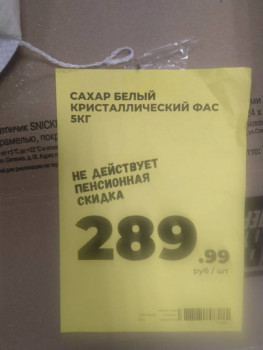 САХАР БЕЛЫЙ
КРИСТАЛЛИЧЕСКИЙ ФАС
5КГ
НЕ ДЕЙСТВУЕТ
ПЕНСИОННАЯ
СКИДКА
289.99
руб / шт